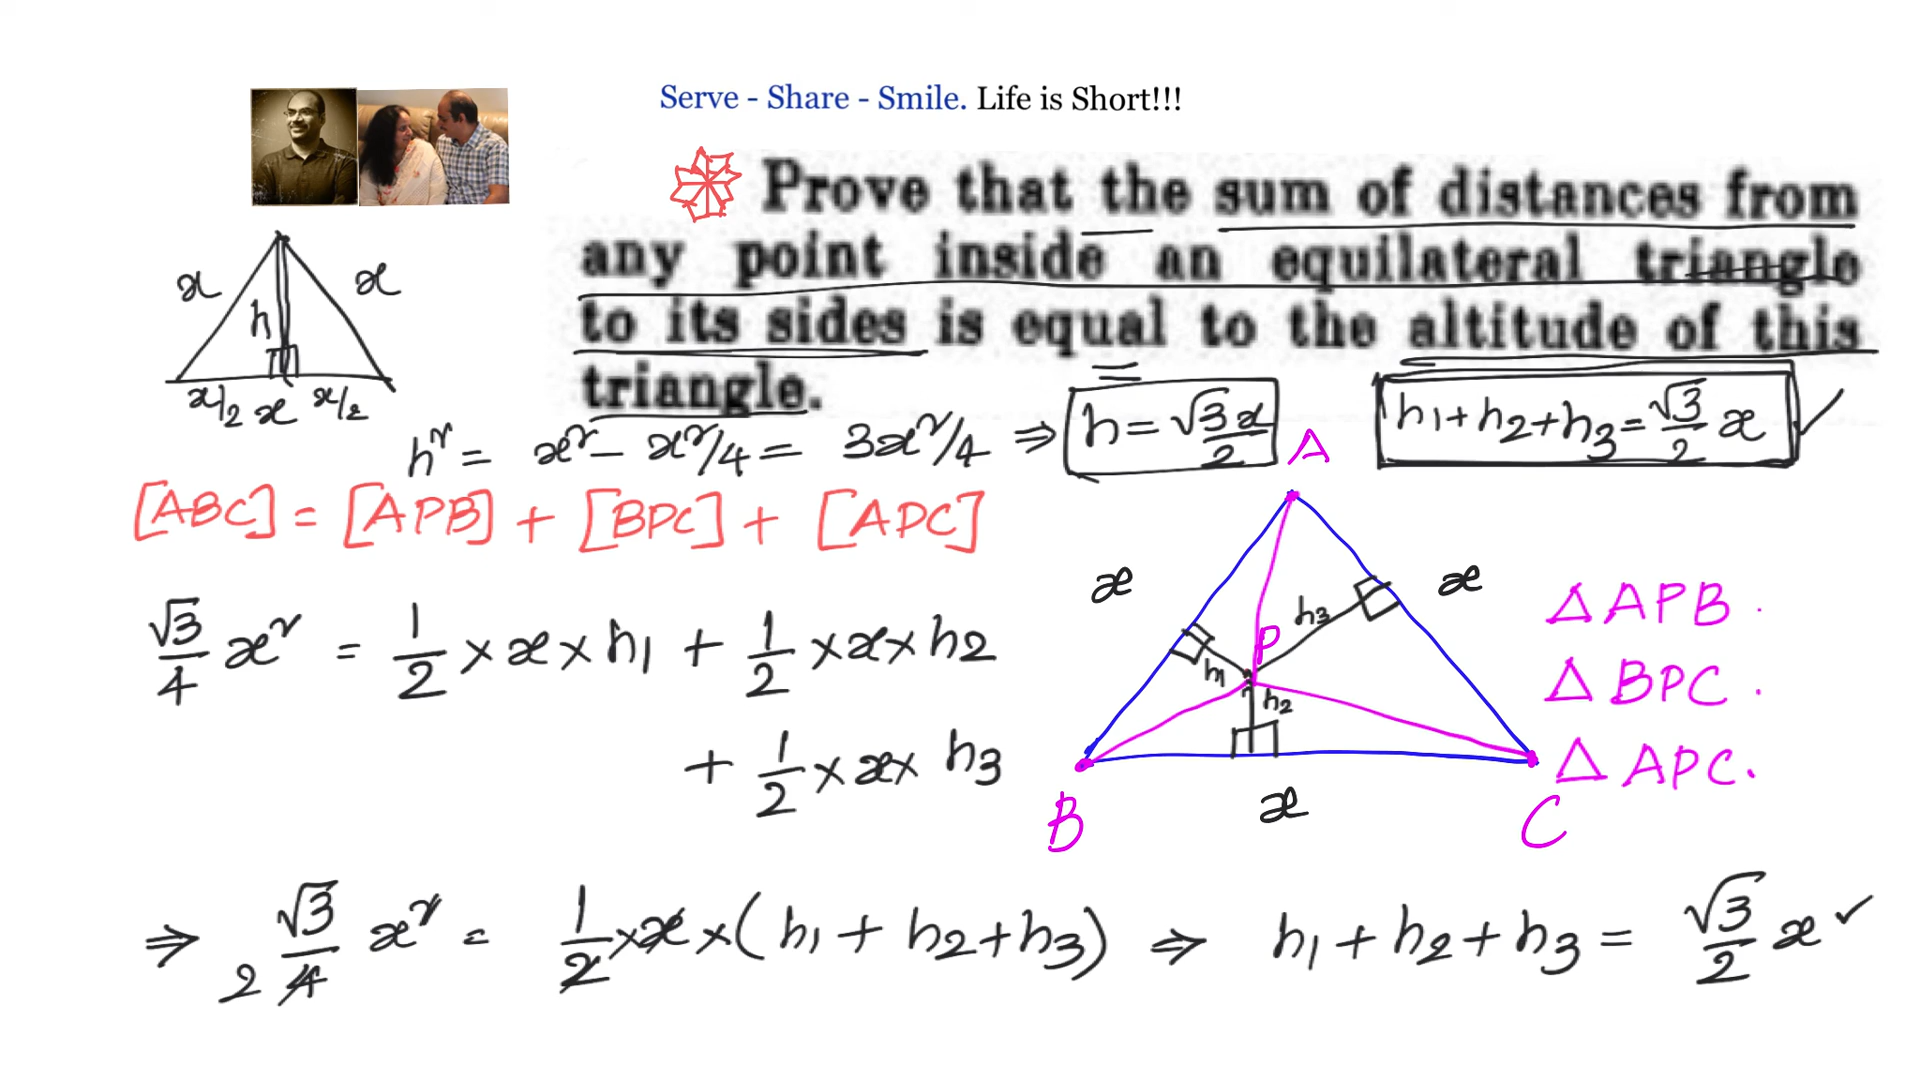 Serve - Share - Smile. Life is Short!!!
Prove that the sum of distances from
any point inside an equilateral triangle
to its sides is equal to the altitude of this
triangle.
x x
h
x/2 x x/2
h² = x² - x²/4 = 3x²/4 ⇒ h = √3x/2
h1+h2+h3 = √3/2 x ✓
[ABC] = [APB] + [BPC] + [APC]
√3/4 x² = 1/2 × x × h1 + 1/2 × x × h2
+ 1/2 × x × h3
A
x x
h3
P
h1
h2
B x C
△ APB.
△ BPC.
△ APC.
⇒ 2 √3/4 x² = 1/2 × x × (h1 + h2 + h3) ⇒ h1 + h2 + h3 = √3/2 x ✓